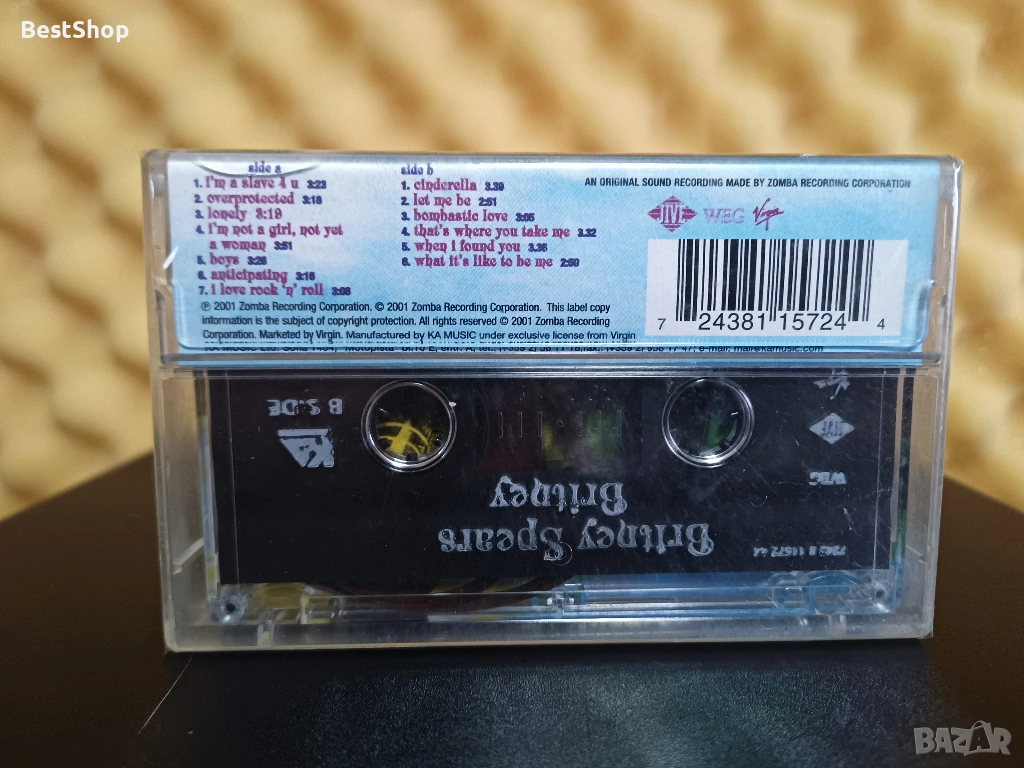 BestShop
side a
1. i'm a slave 4 u 3:23
2. overprotected 3:18
3. lonely 3:19
4. i'm not a girl, not yet
a woman 3:51
5. boys 3:26
6. anticipating 3:16
7. i love rock 'n' roll 3:06
side b
1. cinderella 3.39
2. let me be 2:51
3. bombastic love 3:05
4. that's where you take me 3.32
5. when i found you 3.36
6. what it's like to be me 2:50
AN ORIGINAL SOUND RECORDING MADE BY ZOMBA RECORDING CORPORATION
JIVE WEG Virgin
7 24381 15724 4
℗ 2001 Zomba Recording Corporation. © 2001 Zomba Recording Corporation. This label copy
information is the subject of copyright protection. All rights reserved © 2001 Zomba Recording
Corporation. Marketed by Virgin. Manufactured by KA MUSIC under exclusive license from Virgin
B SIDE
KA
JIVE
WEG
Britney
Britney Spears
BAZAR